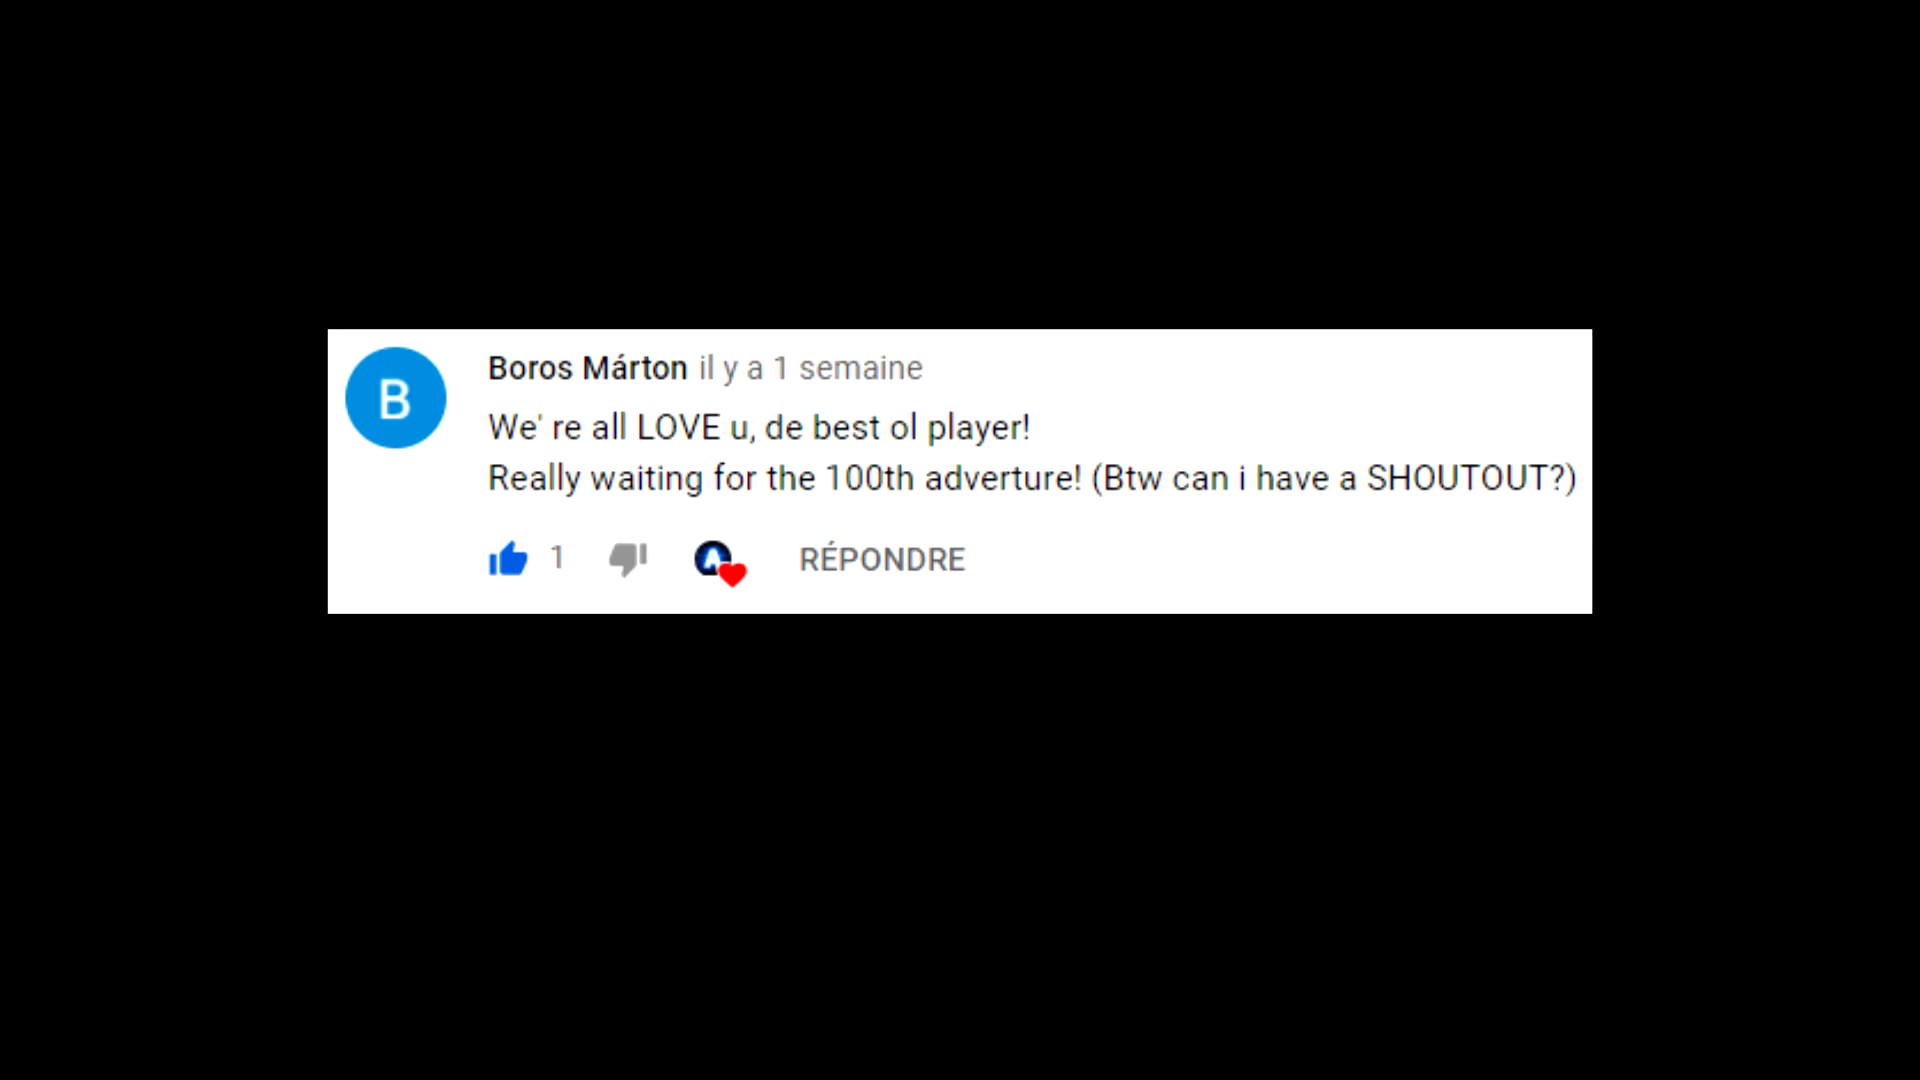 B
Boros Márton il y a 1 semaine
We' re all LOVE u, de best ol player!
Really waiting for the 100th adverture! (Btw can i have a SHOUTOUT?)
1 A RÉPONDRE